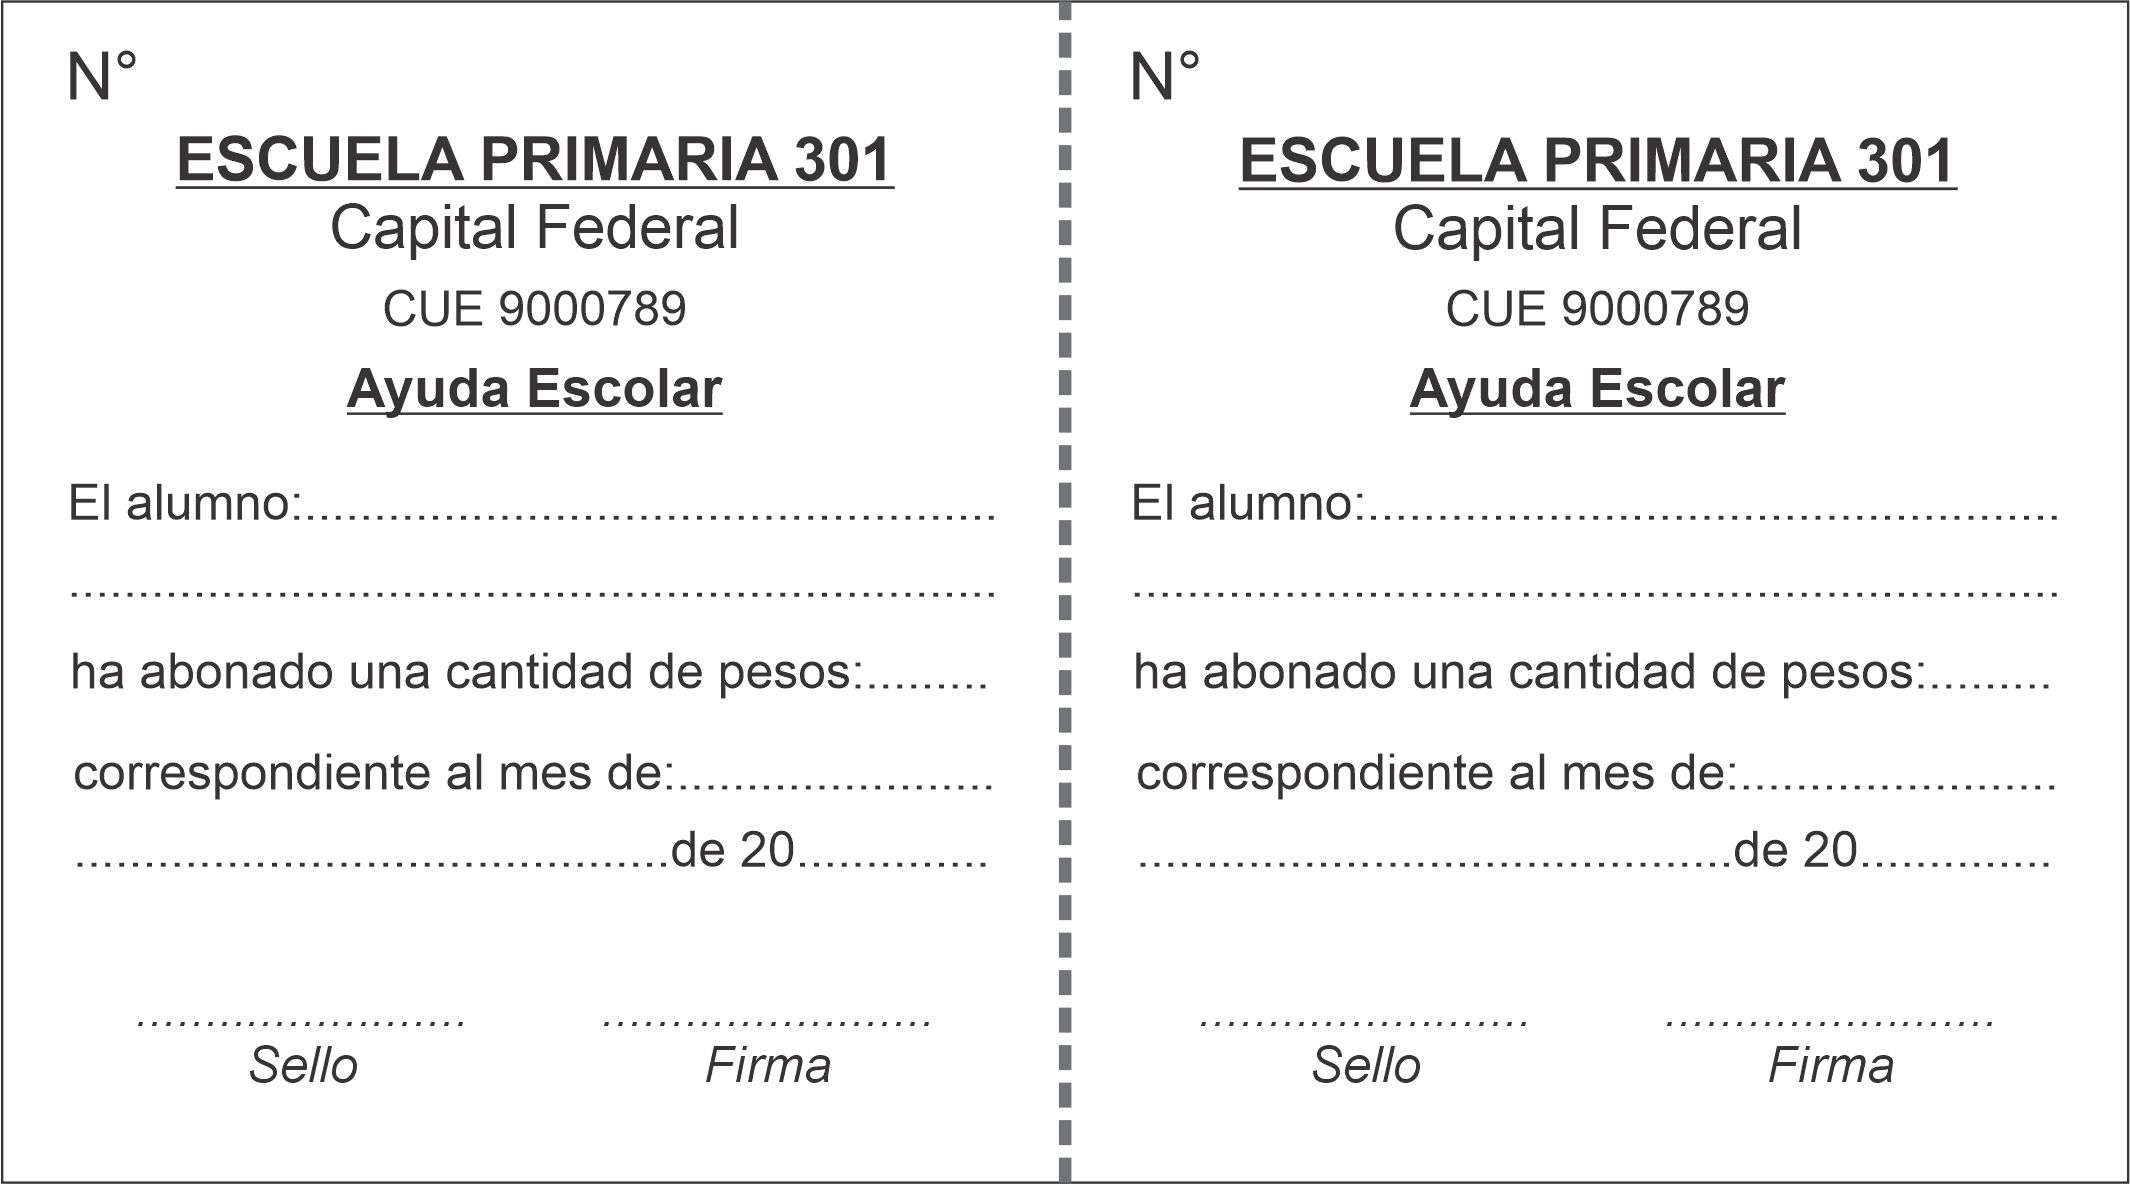 N°
ESCUELA PRIMARIA 301
Capital Federal
CUE 9000789
Ayuda Escolar
El alumno:..................................................
...................................................................
ha abonado una cantidad de pesos:.........
correspondiente al mes de:.......................
...........................................de 20..............
........................ ........................
Sello Firma
N°
ESCUELA PRIMARIA 301
Capital Federal
CUE 9000789
Ayuda Escolar
El alumno:..................................................
...................................................................
ha abonado una cantidad de pesos:.........
correspondiente al mes de:.......................
...........................................de 20..............
........................ ........................
Sello Firma